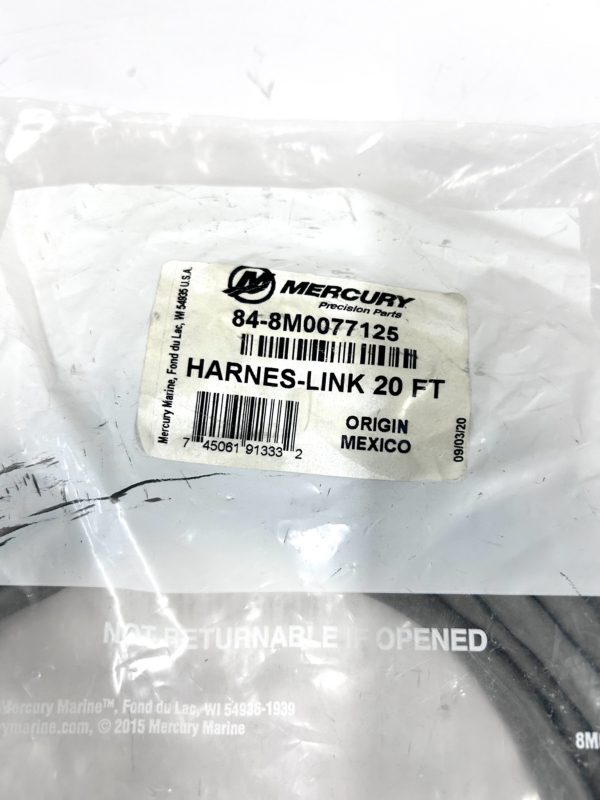 MERCURY
Precision Parts
84-8M0077125
HARNES-LINK 20 FT
7 45061 91333 2
ORIGIN
MEXICO
09/03/20
Mercury Marine, Fond du Lac, WI 54935 U.S.A.
NOT RETURNABLE IF OPENED
Mercury Marine™, Fond du Lac, WI 54936-1939
rymarine.com, © 2015 Mercury Marine